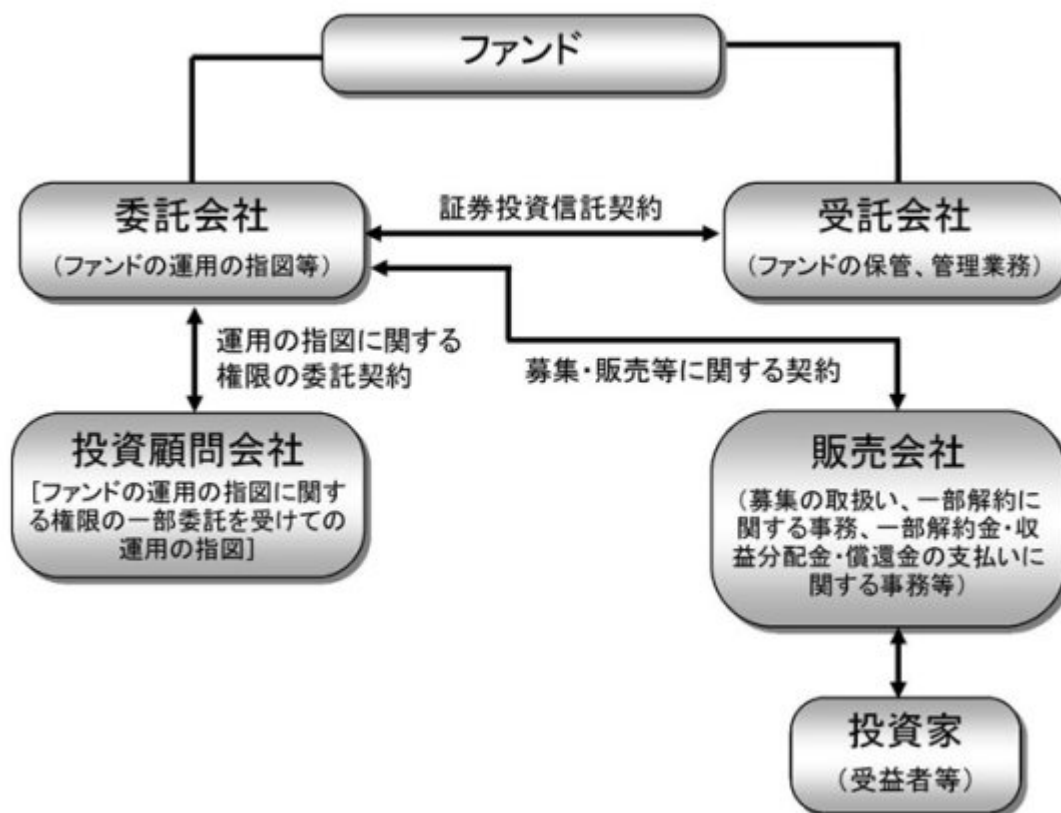 ファンド
委託会社
(ファンドの運用の指図等)
証券投資信託契約
受託会社
(ファンドの保管、管理業務)
運用の指図に関する
権限の委託契約
募集・販売等に関する契約
投資顧問会社
[ファンドの運用の指図に関す
る権限の一部委託を受けての
運用の指図]
販売会社
(募集の取扱い、一部解約に
関する事務、一部解約金・収
益分配金・償還金の支払いに
関する事務等)
投資家
(受益者等)